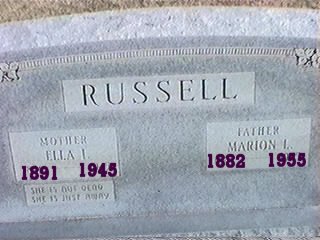 RUSSELL
MOTHER
ELLA I.
1891 1945
SHE IS NOT DEAD
SHE IS JUST AWAY
FATHER
MARION L.
1882 1955